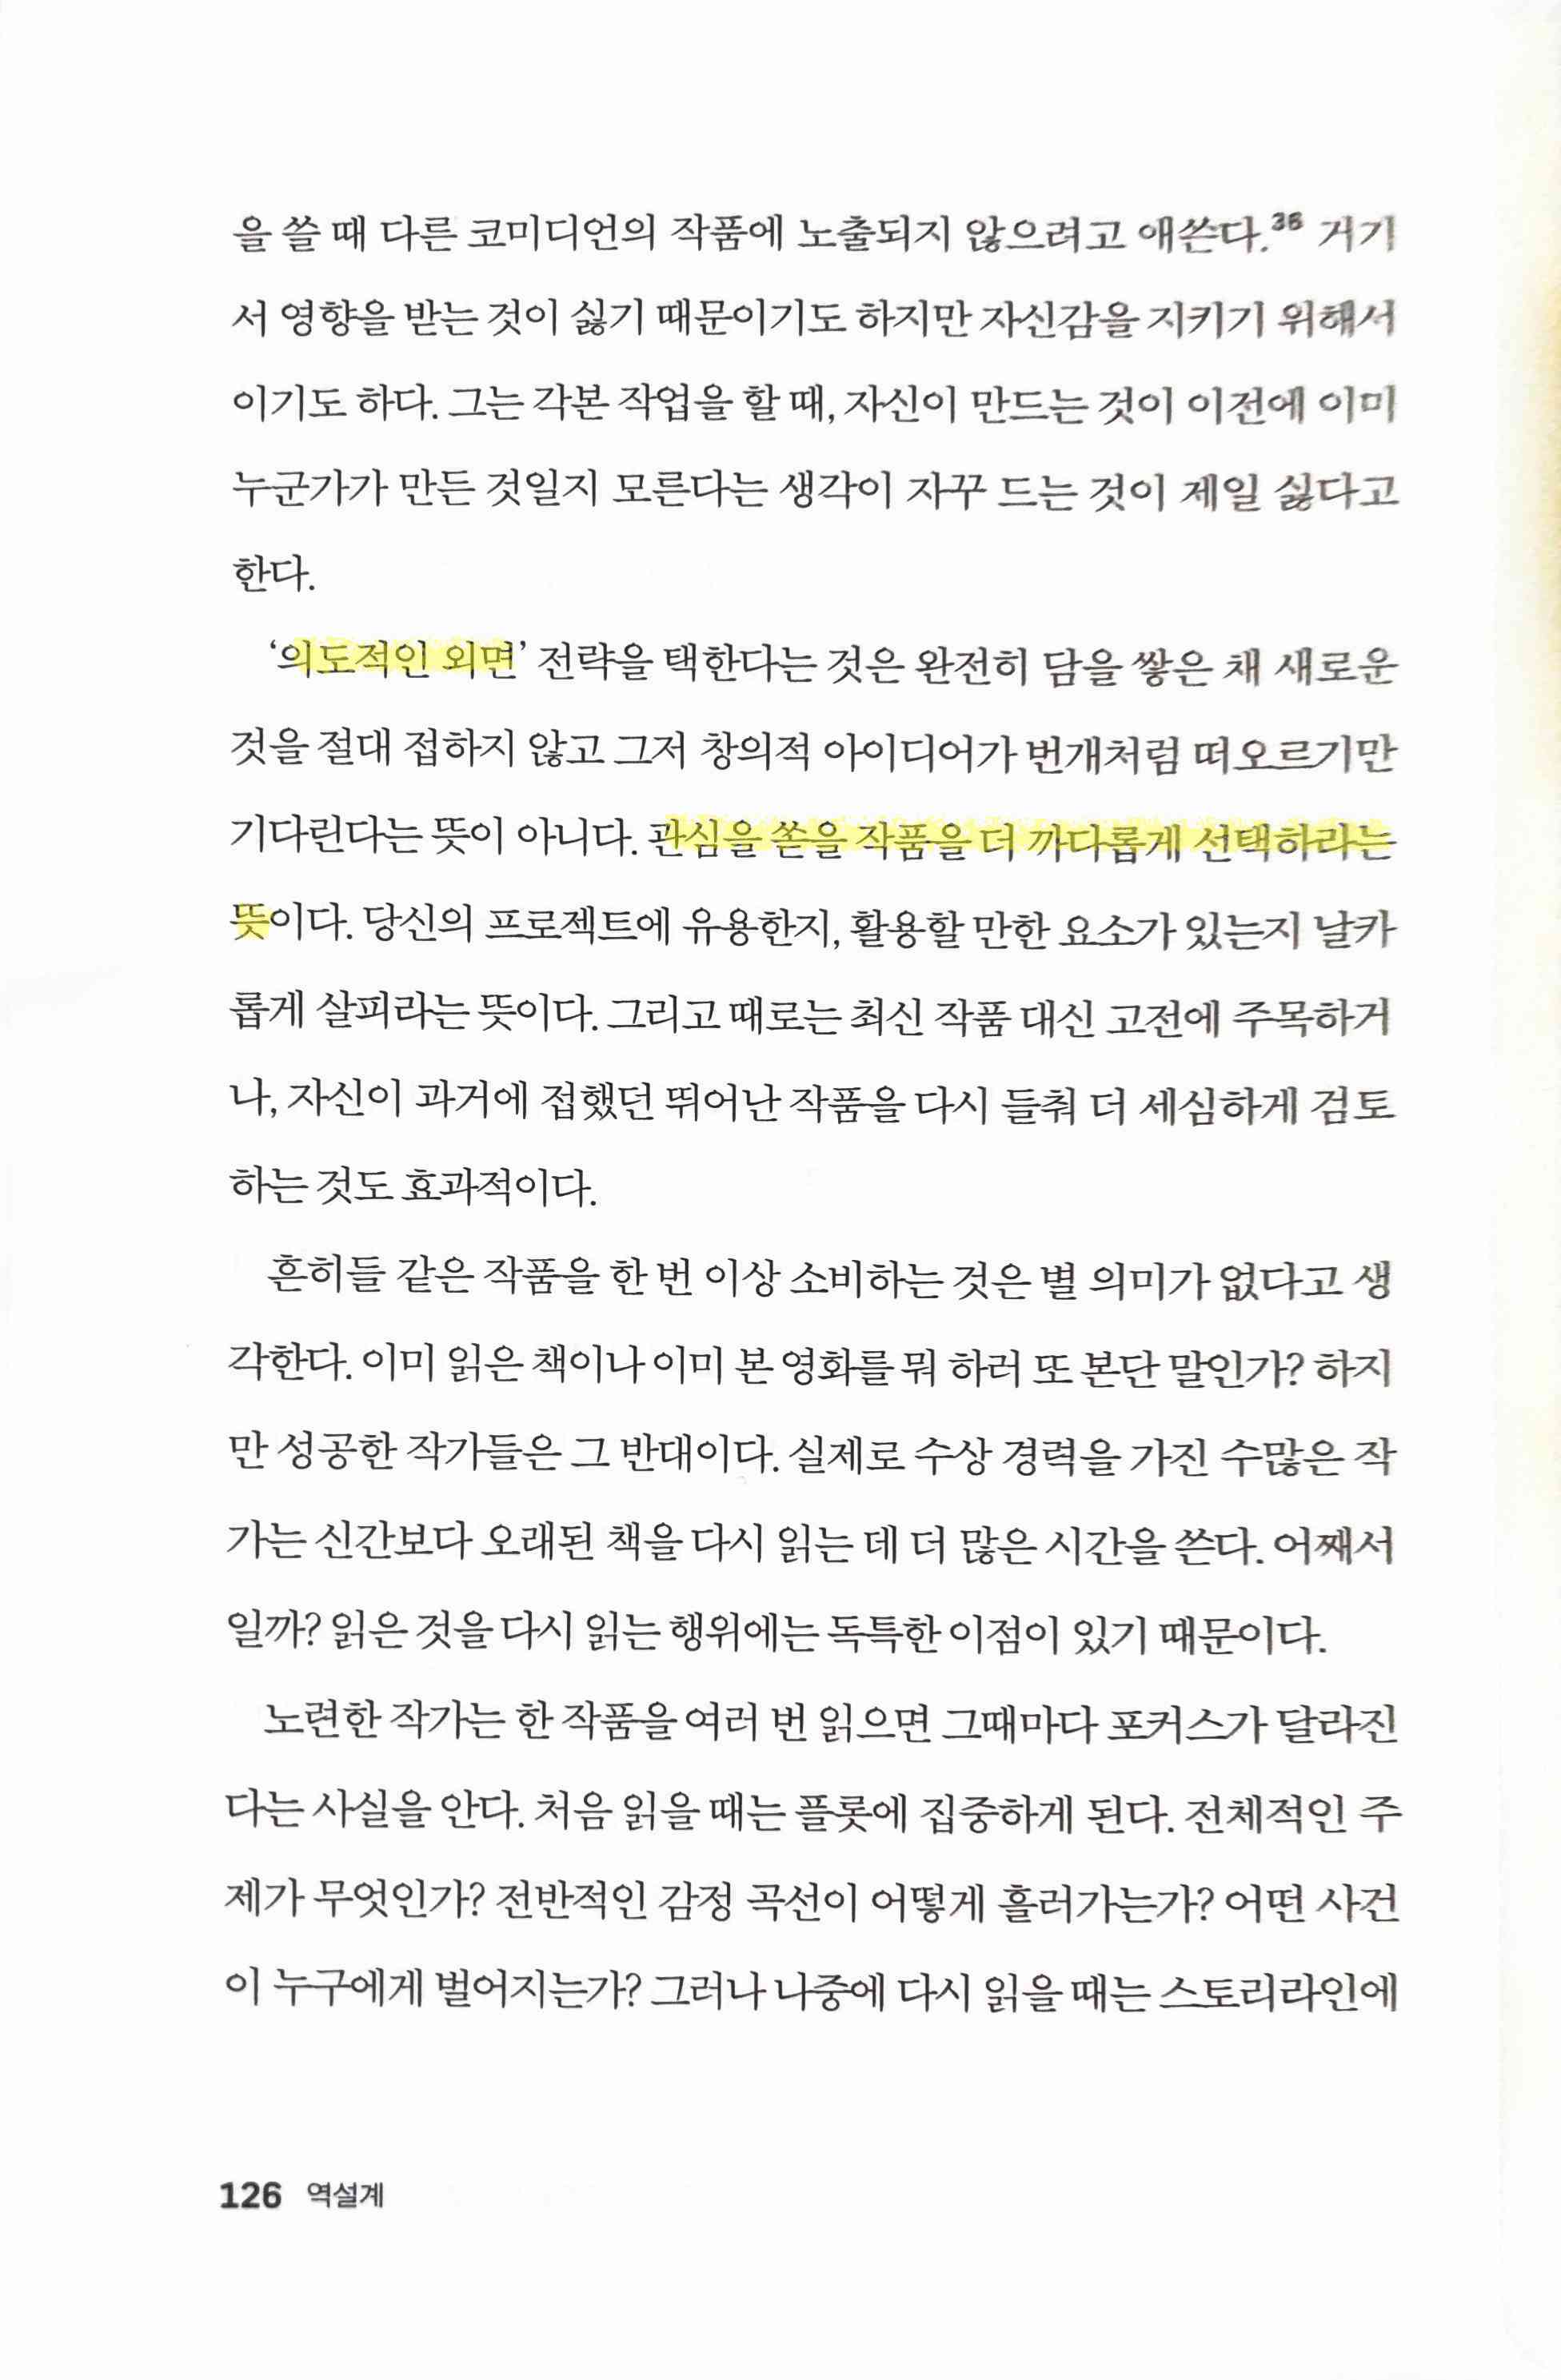 을 쓸 때 다른 코미디언의 작품에 노출되지 않으려고 애쓴다.36 거기
서 영향을 받는 것이 싫기 때문이기도 하지만 자신감을 지키기 위해서
이기도 하다. 그는 각본 작업을 할 때, 자신이 만드는 것이 이전에 이미
누군가가 만든 것일지 모른다는 생각이 자꾸 드는 것이 제일 싫다고
한다.
‘의도적인 외면’ 전략을 택한다는 것은 완전히 담을 쌓은 채 새로운
것을 절대 접하지 않고 그저 창의적 아이디어가 번개처럼 떠오르기만
기다린다는 뜻이 아니다. 관심을 쏟을 작품을 더 까다롭게 선택하라는
뜻이다. 당신의 프로젝트에 유용한지, 활용할 만한 요소가 있는지 날카
롭게 살피라는 뜻이다. 그리고 때로는 최신 작품 대신 고전에 주목하거
나, 자신이 과거에 접했던 뛰어난 작품을 다시 들춰 더 세심하게 검토
하는 것도 효과적이다.
흔히들 같은 작품을 한 번 이상 소비하는 것은 별 의미가 없다고 생
각한다. 이미 읽은 책이나 이미 본 영화를 뭐 하러 또 본단 말인가? 하지
만 성공한 작가들은 그 반대이다. 실제로 수상 경력을 가진 수많은 작
가는 신간보다 오래된 책을 다시 읽는 데 더 많은 시간을 쓴다. 어째서
일까? 읽은 것을 다시 읽는 행위에는 독특한 이점이 있기 때문이다.
노련한 작가는 한 작품을 여러 번 읽으면 그때마다 포커스가 달라진
다는 사실을 안다. 처음 읽을 때는 플롯에 집중하게 된다. 전체적인 주
제가 무엇인가? 전반적인 감정 곡선이 어떻게 흘러가는가? 어떤 사건
이 누구에게 벌어지는가? 그러나 나중에 다시 읽을 때는 스토리라인에
126 역설계